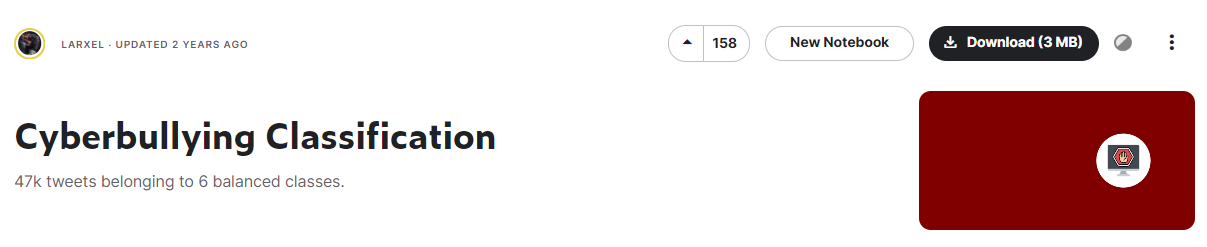 LARXEL · UPDATED 2 YEARS AGO
158
New Notebook
Download (3 MB)
Cyberbullying Classification
47k tweets belonging to 6 balanced classes.